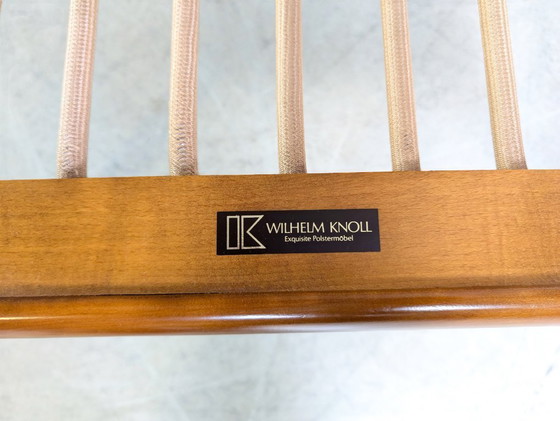 WILHELM KNOLL
Exquisite Polstermöbel